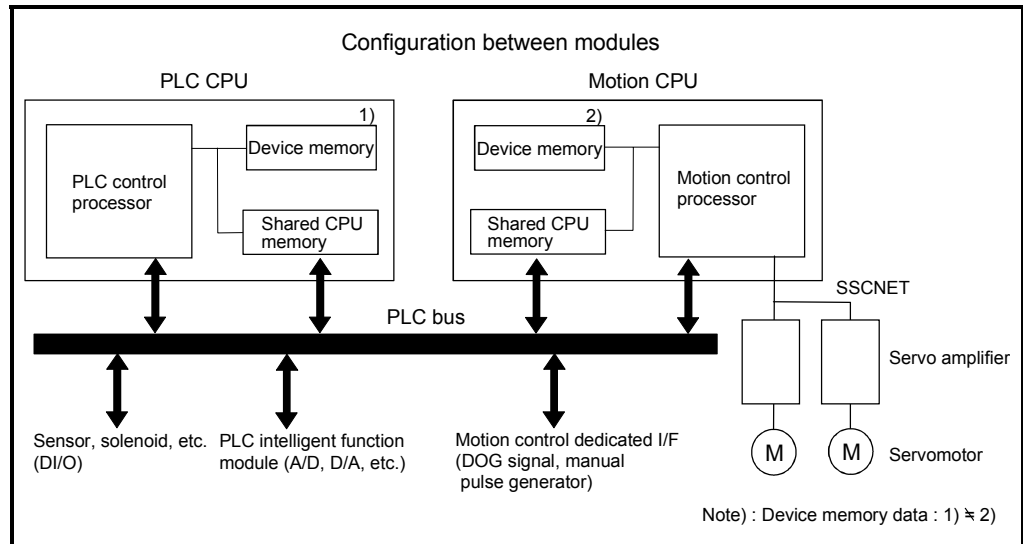 Configuration between modules
PLC CPU
Motion CPU
1)
Device memory
PLC control
processor
Shared CPU
memory
2)
Device memory
Shared CPU
memory
Motion control
processor
SSCNET
PLC bus
Servo amplifier
Sensor, solenoid, etc.
(DI/O)
PLC intelligent function
module (A/D, D/A, etc.)
Motion control dedicated I/F
(DOG signal, manual
pulse generator)
M
M
Servomotor
Note) : Device memory data : 1) ≒ 2)